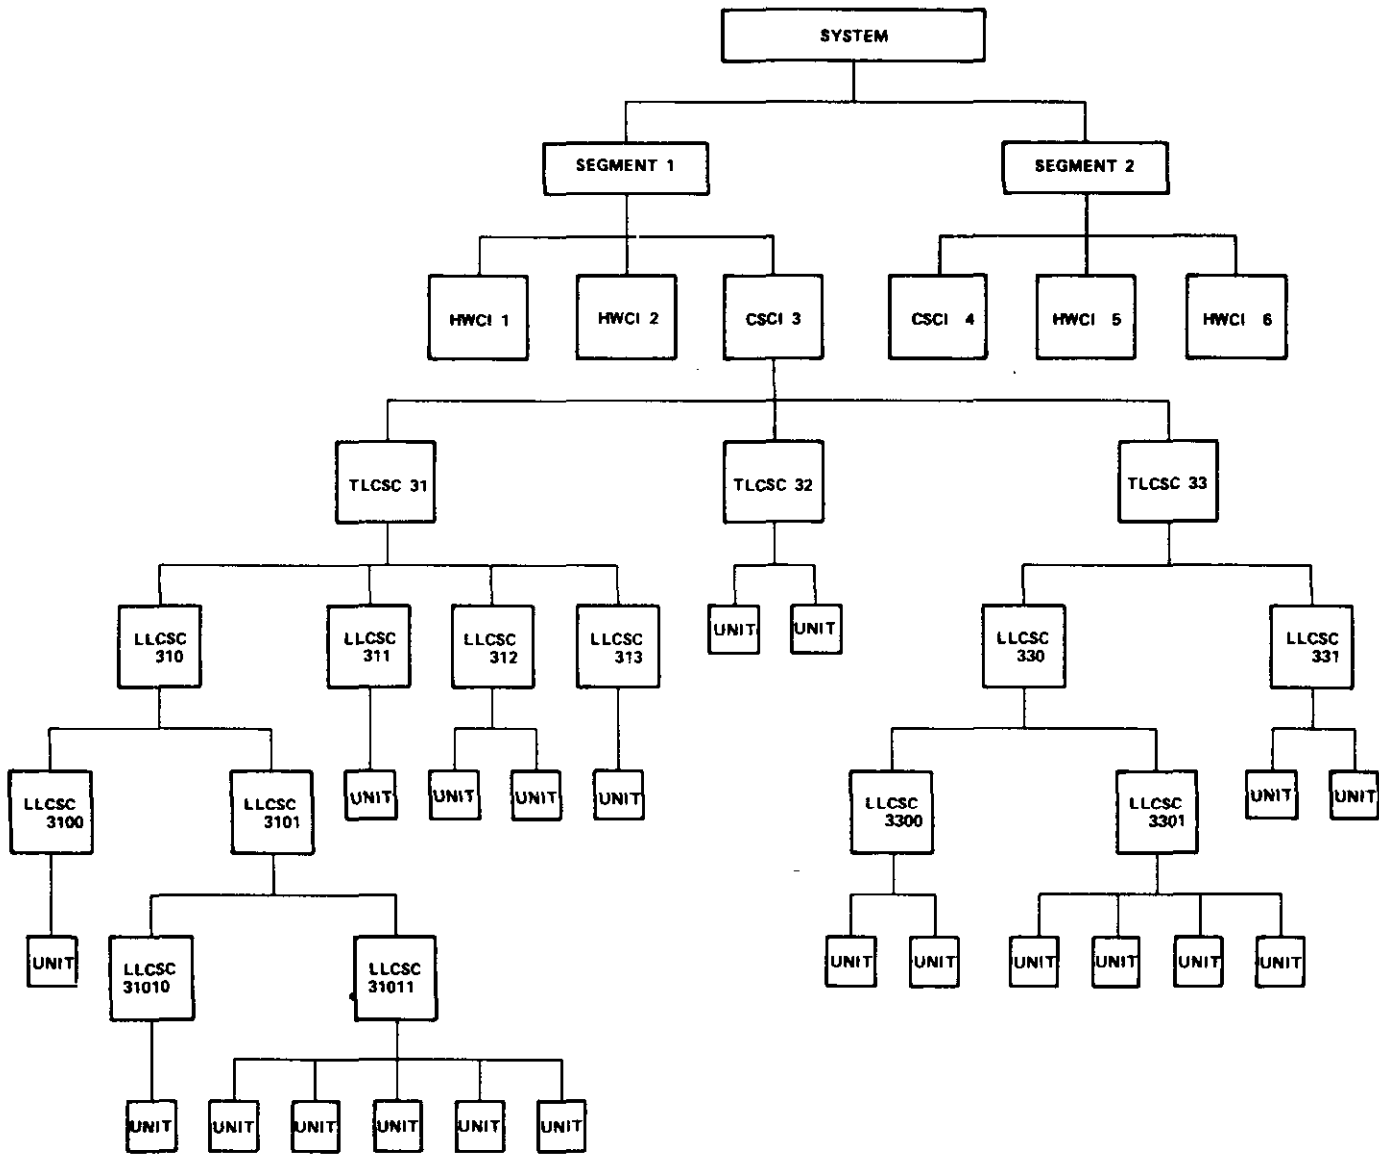 SYSTEM
SEGMENT 1
SEGMENT 2
HWCI 1
HWCI 2
CSCI 3
CSCI 4
HWCI 5
HWCI 6
TLCSC 31
TLCSC 32
TLCSC 33
LLCSC
310
LLCSC
311
LLCSC
312
LLCSC
313
UNIT
UNIT
LLCSC
330
LLCSC
331
LLCSC
3100
LLCSC
3101
UNIT
UNIT
UNIT
UNIT
LLCSC
3300
LLCSC
3301
UNIT
UNIT
UNIT
LLCSC
31010
LLCSC
31011
UNIT
UNIT
UNIT
UNIT
UNIT
UNIT
UNIT
UNIT
UNIT
UNIT
UNIT
UNIT